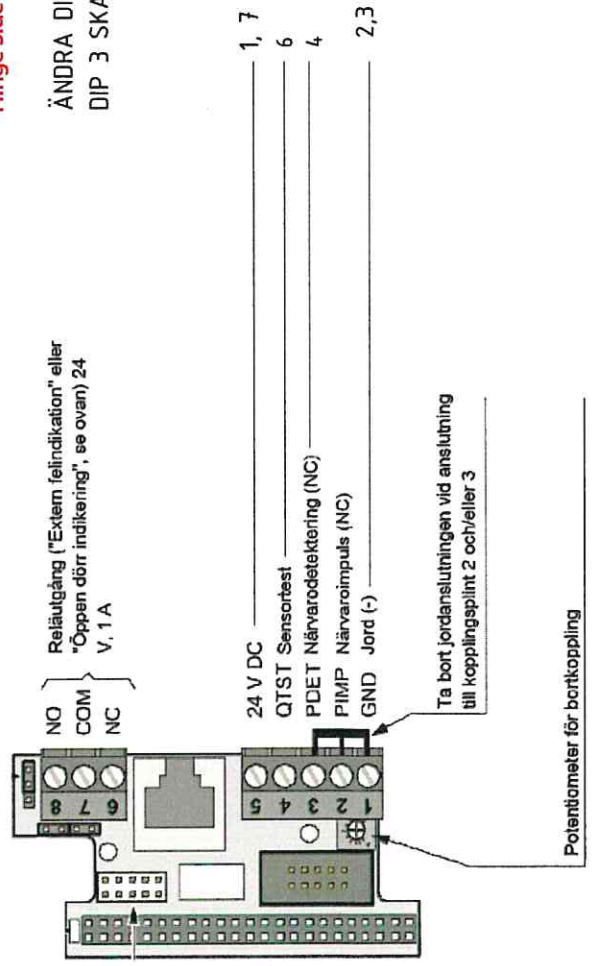 ÄNDRA DI
DIP 3 SKA
Reläutgång ("Extern felindikation" eller
"Öppen dörr indikering", se ovan) 24
V, 1 A
NO
COM
NC
8
7
6
24 V DC 1, 7
QTST Sensortest 6
PDET Närvarodetektering (NC) 4
PIMP Närvaroimpuls (NC)
GND Jord (-) 2,3
5
4
3
2
1
Ta bort jordanslutningen vid anslutning
till kopplingsplint 2 och/eller 3
Potentiometer för bortkoppling